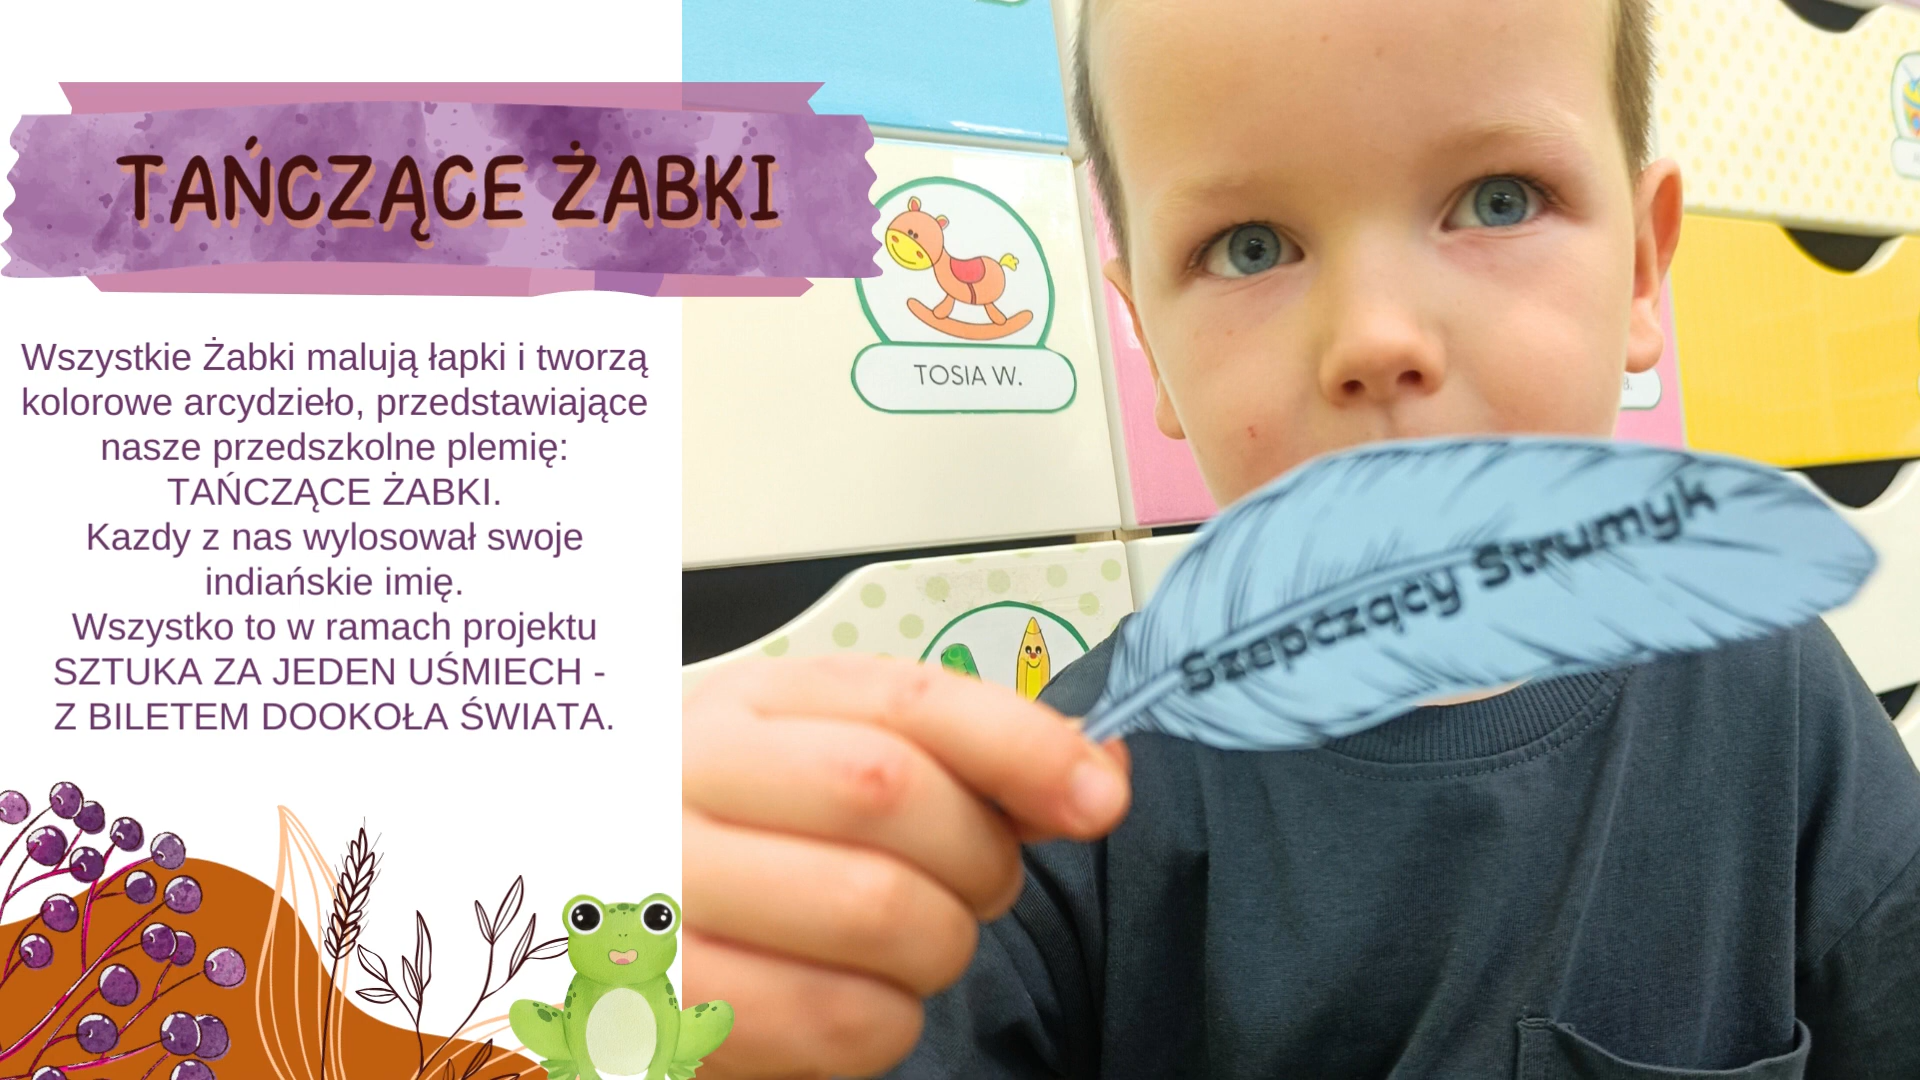 TAŃCZĄCE ŻABKI
Wszystkie Żabki malują łapki i tworzą
kolorowe arcydzieło, przedstawiające
nasze przedszkolne plemię:
TAŃCZĄCE ŻABKI.
Kazdy z nas wylosował swoje
indiańskie imię.
Wszystko to w ramach projektu
SZTUKA ZA JEDEN UŚMIECH -
Z BILETEM DOOKOŁA ŚWIATA.
TOSIA W.
B.
Szepczący Strumyk